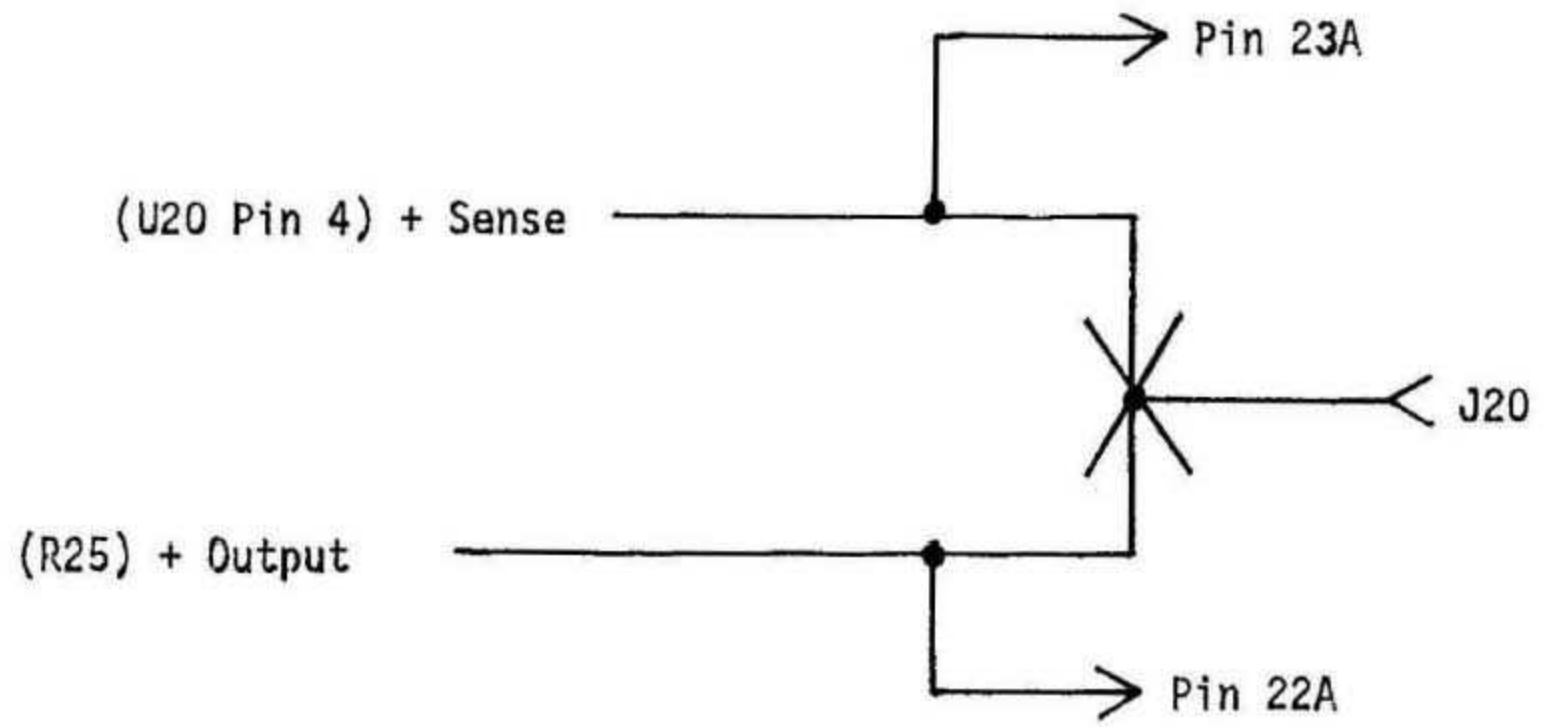 Pin 23A
(U20 Pin 4) + Sense
J20
(R25) + Output
Pin 22A